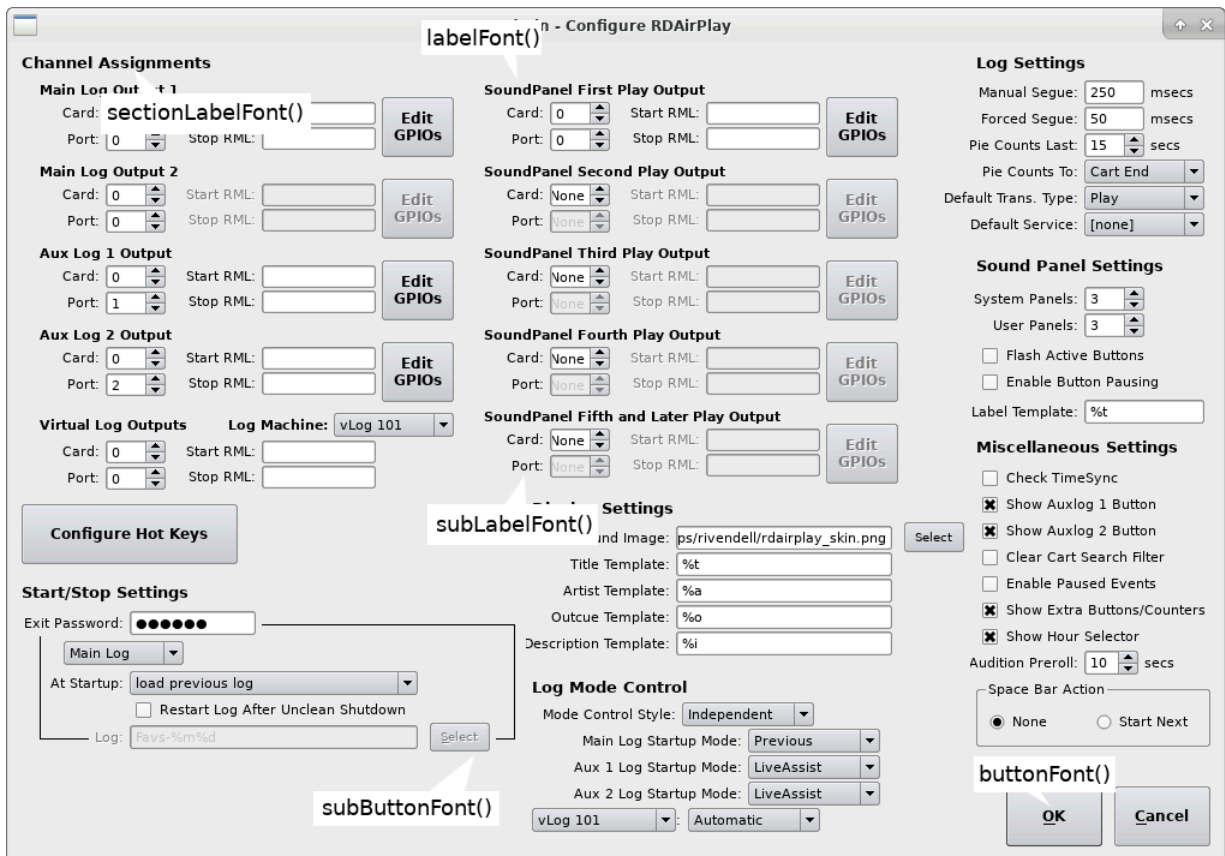 n - Configure RDAirPlay
labelFont()
Channel Assignments
sectionLabelFont()
Main Log Output 1
Card:
Port: 0 Stop RML:
Edit GPIOs
Main Log Output 2
Card: 0 Start RML:
Port: 0 Stop RML:
Edit GPIOs
Aux Log 1 Output
Card: 0 Start RML:
Port: 1 Stop RML:
Edit GPIOs
Aux Log 2 Output
Card: 0 Start RML:
Port: 2 Stop RML:
Edit GPIOs
Virtual Log Outputs Log Machine: vLog 101
Card: 0 Start RML:
Port: 0 Stop RML:
Configure Hot Keys
Start/Stop Settings
Exit Password: ●●●●●●
Main Log
At Startup: load previous log
Restart Log After Unclean Shutdown
Log: Favs-%m%d Select
subButtonFont()
SoundPanel First Play Output
Card: 0 Start RML:
Port: 0 Stop RML:
Edit GPIOs
SoundPanel Second Play Output
Card: None Start RML:
Port: None Stop RML:
Edit GPIOs
SoundPanel Third Play Output
Card: None Start RML:
Port: None Stop RML:
Edit GPIOs
SoundPanel Fourth Play Output
Card: None Start RML:
Port: None Stop RML:
Edit GPIOs
SoundPanel Fifth and Later Play Output
Card: None Start RML:
Port: None Stop RML:
Edit GPIOs
subLabelFont()
Settings
Image: ps/rivendell/rdairplay_skin.png Select
Title Template: %t
Artist Template: %a
Outcue Template: %o
Description Template: %i
Log Mode Control
Mode Control Style: Independent
Main Log Startup Mode: Previous
Aux 1 Log Startup Mode: LiveAssist
Aux 2 Log Startup Mode: LiveAssist
vLog 101 : Automatic
Log Settings
Manual Segue: 250 msecs
Forced Segue: 50 msecs
Pie Counts Last: 15 secs
Pie Counts To: Cart End
Default Trans. Type: Play
Default Service: [none]
Sound Panel Settings
System Panels: 3
User Panels: 3
Flash Active Buttons
Enable Button Pausing
Label Template: %t
Miscellaneous Settings
Check TimeSync
Show Auxlog 1 Button
Show Auxlog 2 Button
Clear Cart Search Filter
Enable Paused Events
Show Extra Buttons/Counters
Show Hour Selector
Audition Preroll: 10 secs
Space Bar Action
None Start Next
buttonFont()
OK Cancel